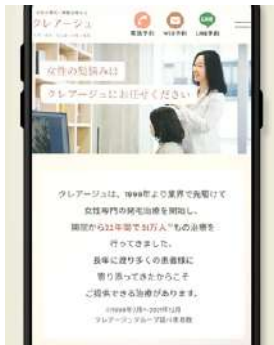 クレアージュ
電話予約 WEB予約 LINE予約
女性の髪悩みは
クレアージュにおまかせください
クレアージュは、1999年より業界で先駆けて
女性専門の発毛治療を開始し、
開院から22年間で31万人もの治療を
行ってきました。
長年に渡り多くの患者様に
寄り添ってきたからこそ
ご提供できる治療があります。